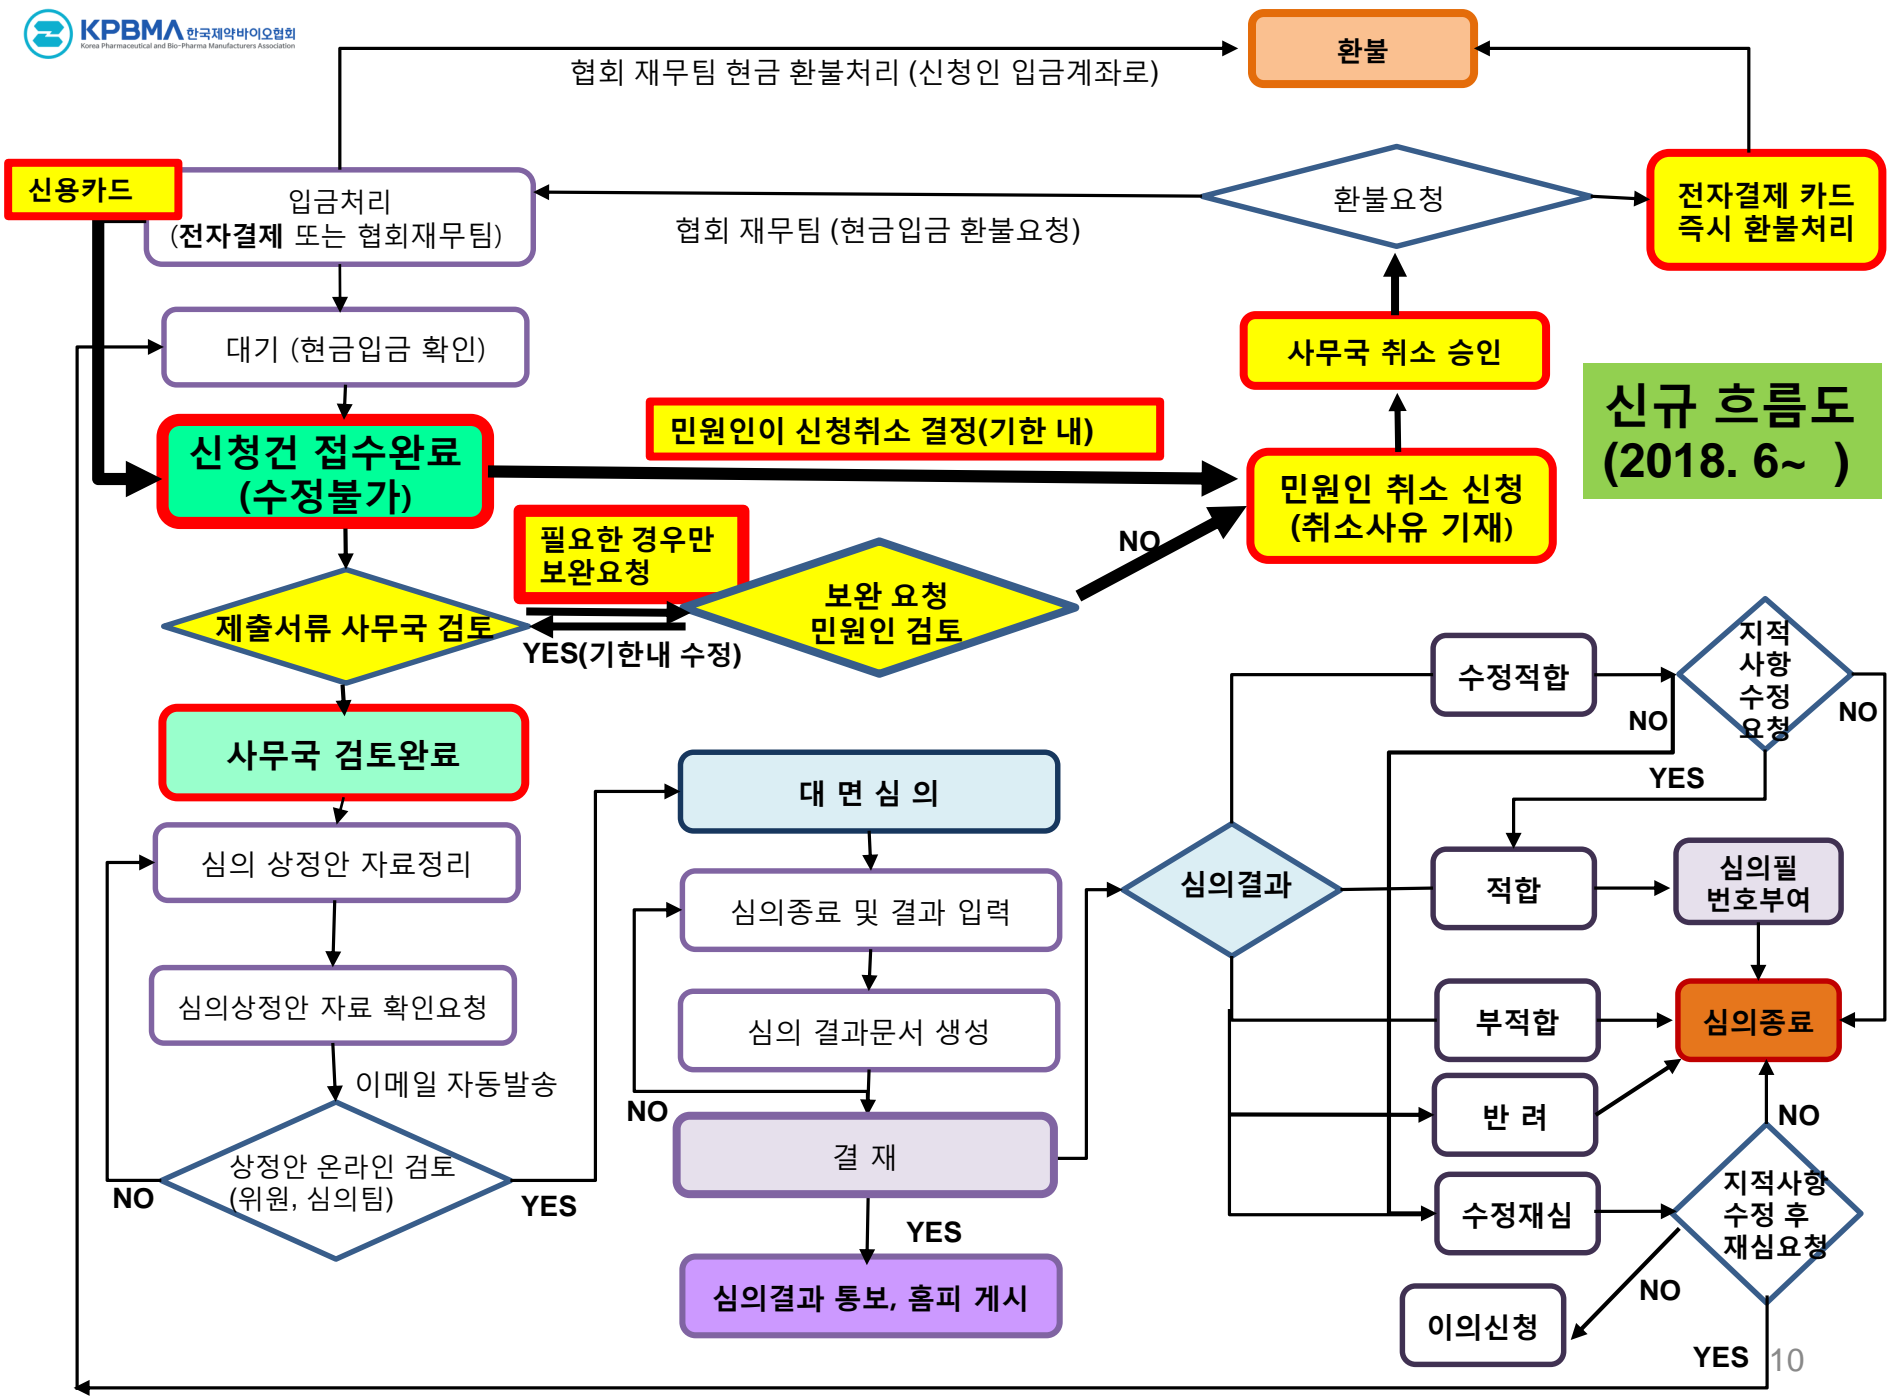 KPBMA 한국제약바이오협회
Korea Pharmaceutical and Bio-Pharma Manufacturers Association
환불
협회 재무팀 현금 환불처리 (신청인 입금계좌로)
신용카드
입금처리
(전자결제 또는 협회재무팀)
환불요청
전자결제 카드
즉시 환불처리
협회 재무팀 (현금입금 환불요청)
대기 (현금입금 확인)
사무국 취소 승인
신규 흐름도
(2018. 6~ )
민원인이 신청취소 결정(기한 내)
신청건 접수완료
(수정불가)
민원인 취소 신청
(취소사유 기재)
필요한 경우만
보완요청
NO
보완 요청
민원인 검토
제출서류 사무국 검토
YES(기한내 수정)
사무국 검토완료
심의 상정안 자료정리
심의상정안 자료 확인요청
이메일 자동발송
상정안 온라인 검토
(위원, 심의팀)
NO
YES
대 면 심 의
심의종료 및 결과 입력
심의 결과문서 생성
NO
결 재
YES
심의결과 통보, 홈피 게시
심의결과
수정적합
지적
사항
수정
요청
NO
NO
YES
적합
심의필
번호부여
부적합
심의종료
반 려
NO
수정재심
지적사항
수정 후
재심요청
NO
이의신청
YES
10